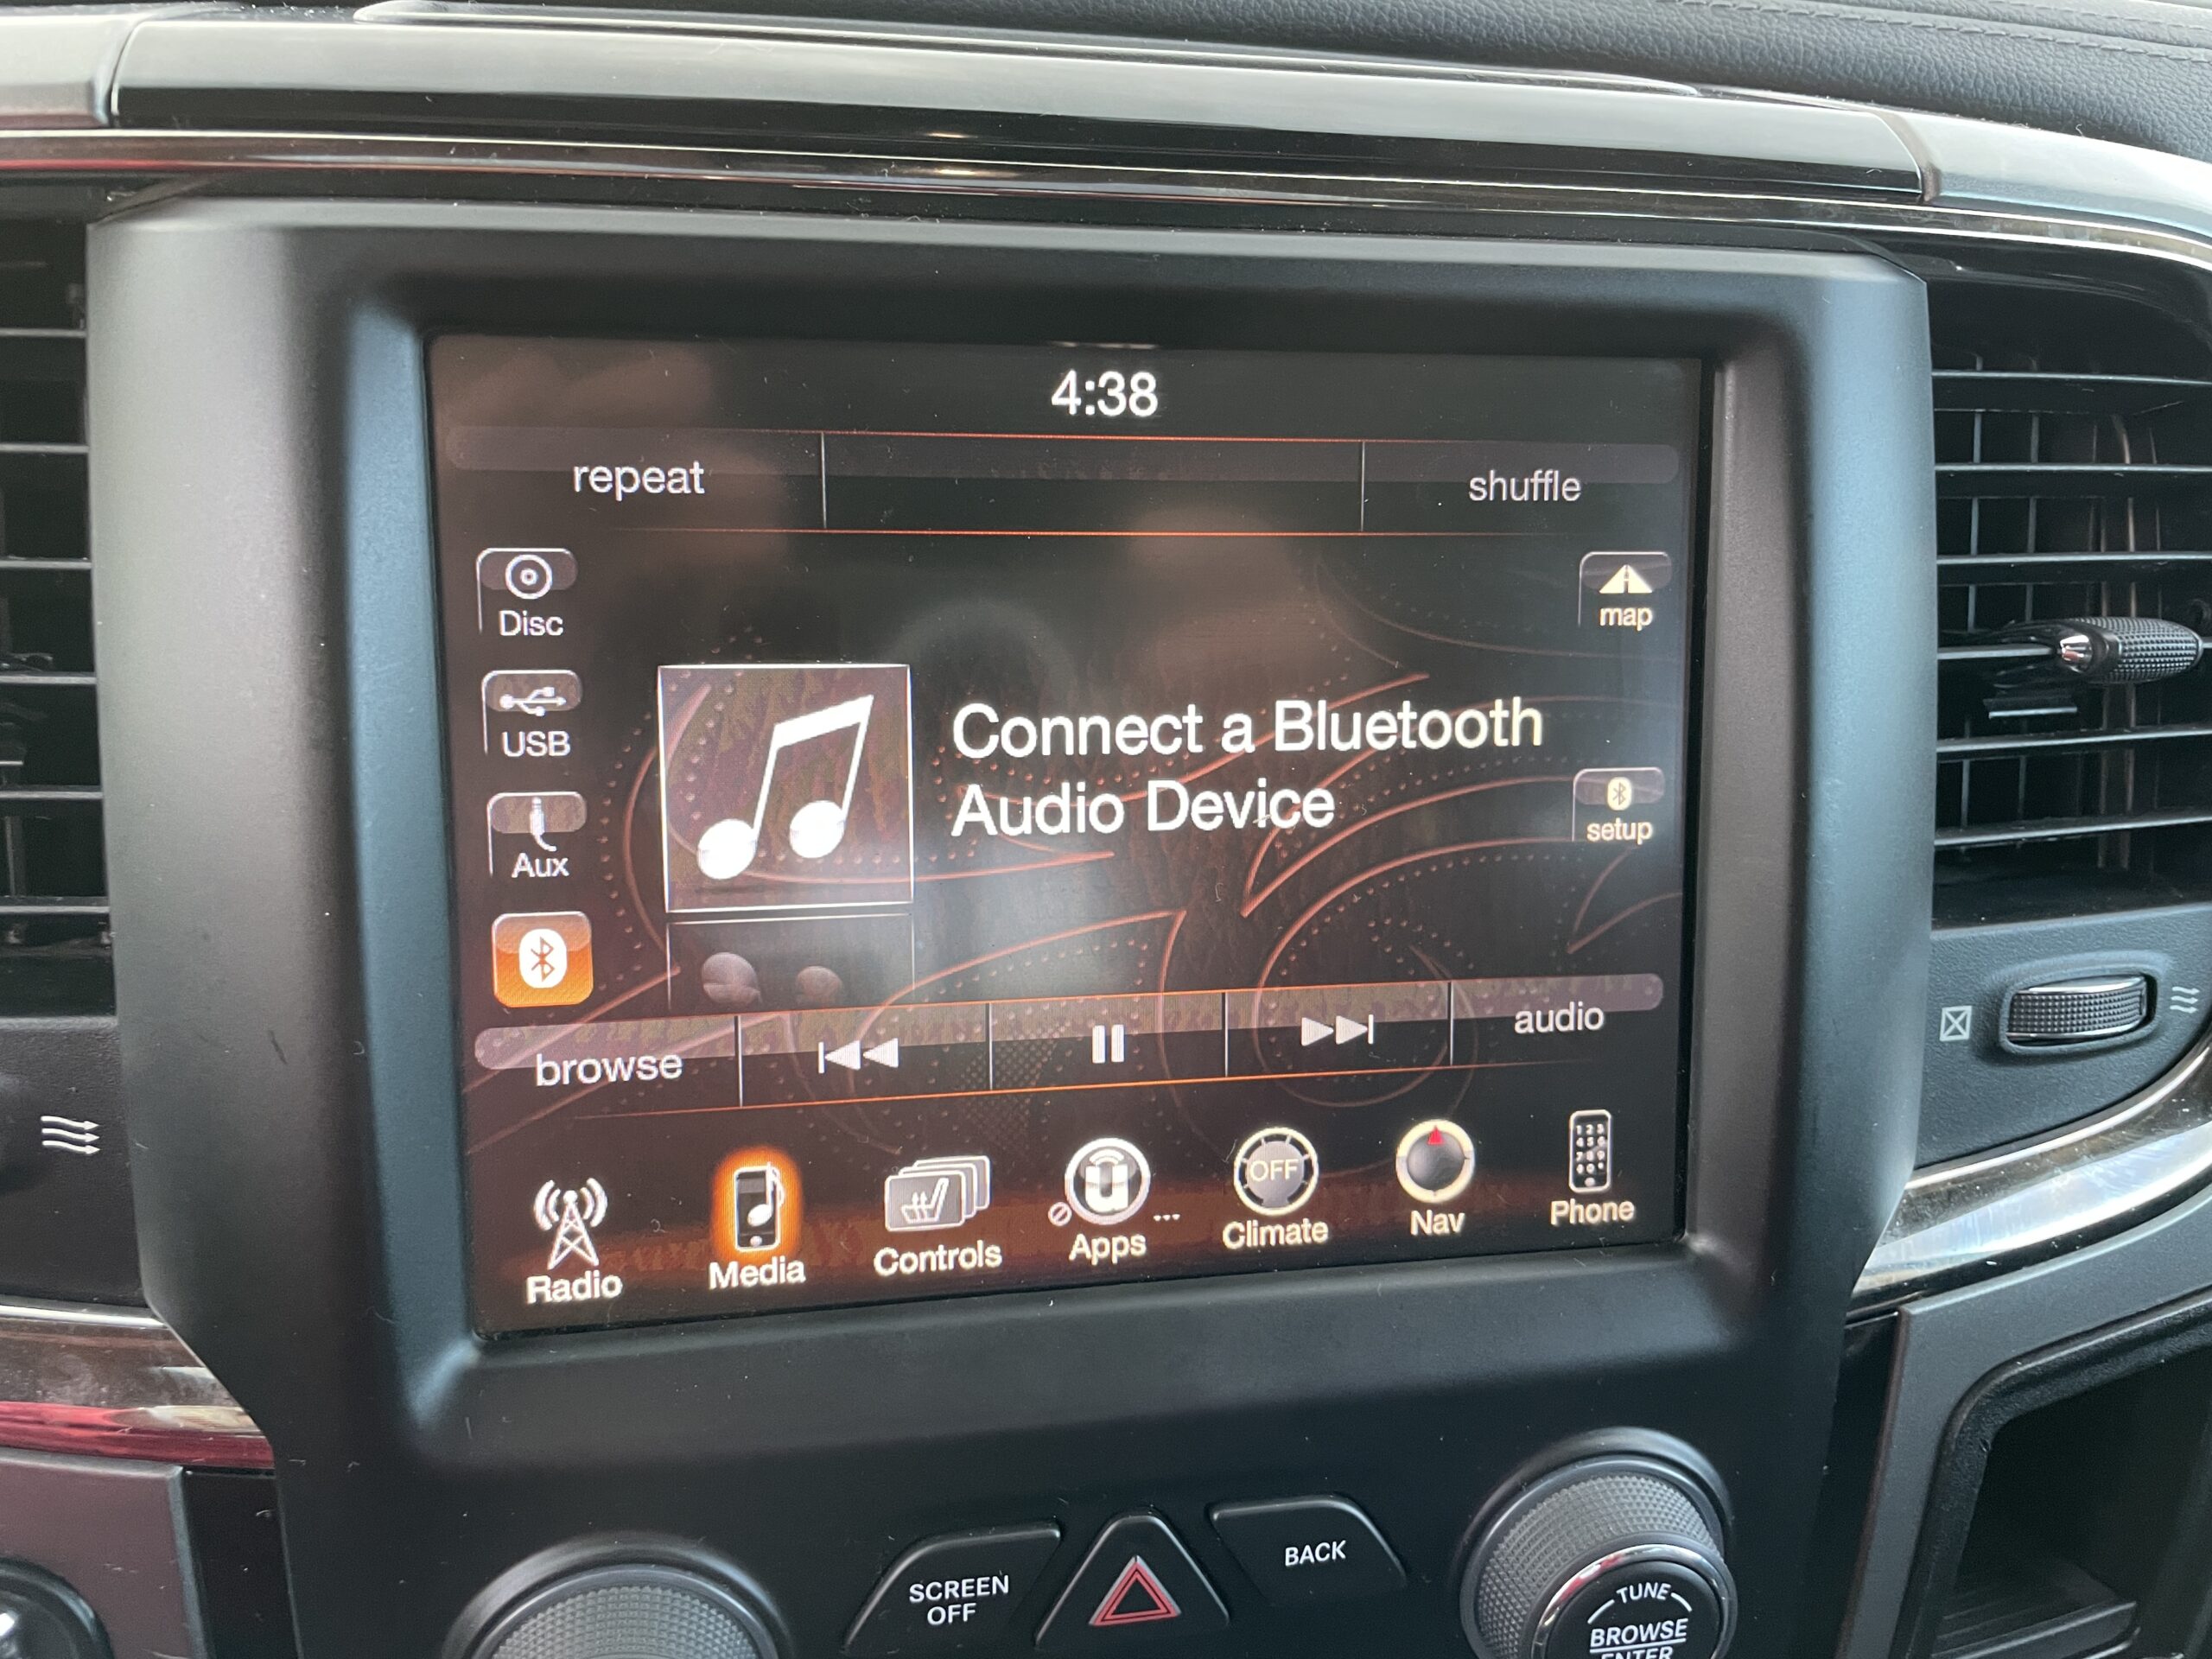 4:38
repeat
shuffle
Disc
map
USB
Connect a Bluetooth
Audio Device
setup
Aux
browse
audio
OFF
Radio
Media
Controls
Apps
...
Climate
Nav
Phone
SCREEN
OFF
BACK
TUNE
BROWSE
ENTER